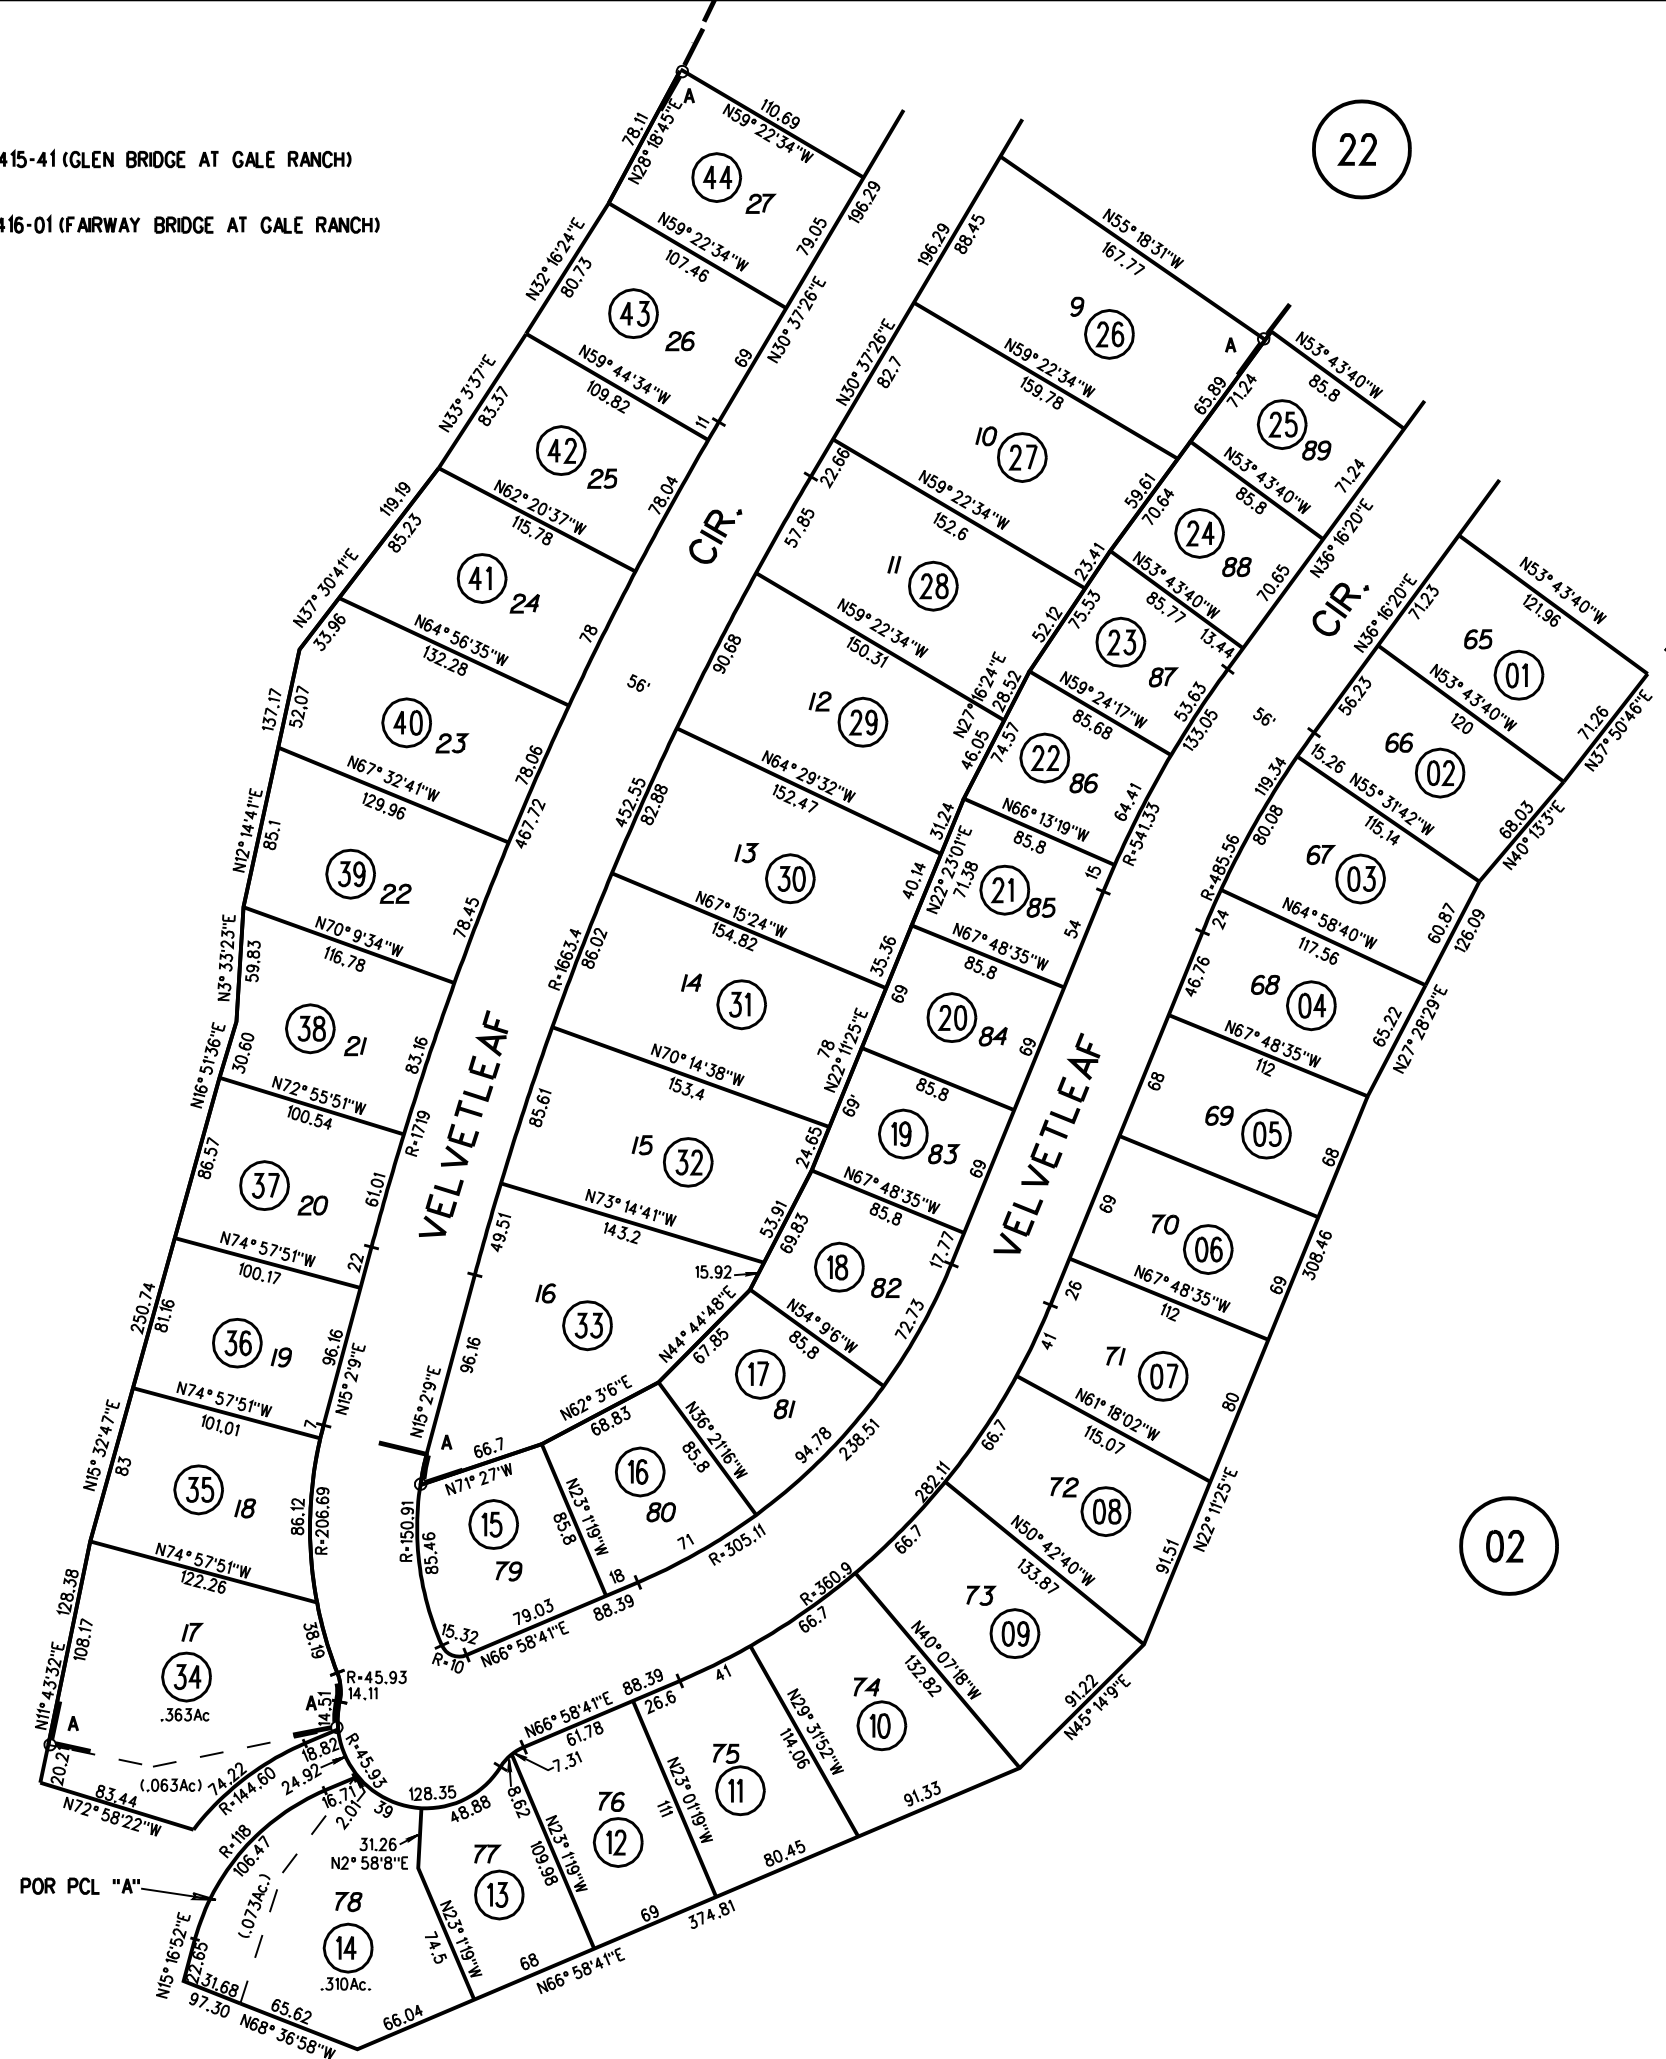 415-41 (GLEN BRIDGE AT GALE RANCH)
416-01 (FAIRWAY BRIDGE AT GALE RANCH)
22
02
A
110.69
N59°22'34"W
78.11
N28°18'45"E
44
27
196.29
79.05
N59°22'34"W
107.46
N32°16'24"E
80.73
43
26
69
N30°37'26"E
N59°44'34"W
109.82
11
N33°3'37"E
83.37
42
25
78.04
N62°20'37"W
115.78
119.19
85.23
N37°30'41"E
41
24
78
33.96
N64°56'35"W
132.28
137.17
52.07
40
23
78.06
N67°32'41"W
129.96
467.72
N12°14'41"E
85.1
39
22
78.45
N70°9'34"W
116.78
N3°33'23"E
59.83
38
21
83.16
N16°51'36"E
30.60
N72°55'51"W
100.54
R=1719
86.57
37
20
61.01
N74°57'51"W
100.17
22
250.74
81.16
36
19
96.16
N15°2'9"E
N74°57'51"W
101.01
7
N15°32'47"E
83
35
18
86.12
R=206.69
N74°57'51"W
122.26
128.38
108.17
17
34
.363Ac
38.19
R=45.93
14.11
14.51
A
N11°43'32"E
A
20.21
(.063Ac)
74.22
R=144.60
18.82
24.92
83.44
N72°58'22"W
R=45.93
16.71
2.01
39
128.35
48.88
R=118
106.47
31.26
N2°58'8"E
POR PCL "A"
(.073Ac.)
78
14
.310Ac.
N15°16'52"E
22.65'
31.68
97.30
65.62
N68°36'58"W
66.04
CIR.
56'
VELVETLEAF
196.29
88.45
N55°18'31"W
167.77
9
26
A
N30°37'26"E
82.7
N59°22'34"W
159.78
65.89
10
27
59.61
22.66
N59°22'34"W
152.6
57.85
11
28
23.41
52.12
N59°22'34"W
150.31
90.68
12
29
N27°16'24"E
28.52
46.05
N64°29'32"W
152.47
452.55
82.88
31.24
13
30
40.14
N22°23'01"E
N67°15'24"W
154.82
R=1663.4
86.02
35.36
14
31
78
N22°11'25"E
N70°14'38"W
153.4
85.61
15
32
24.65
53.91
N73°14'41"W
143.2
49.51
15.92
16
33
96.16
N15°2'9"E
A
N44°44'48"E
N62°3'6"E
N53°43'40"W
85.8
71.24
25
89
71.24
N53°43'40"W
85.8
70.64
24
88
N36°16'20"E
70.65
N53°43'40"W
85.77
13.44
75.53
23
87
53.63
133.05
N59°24'17"W
85.68
74.57
22
86
64.41
R=541.33
N66°13'19"W
85.8
15
71.38
21
85
54
N67°48'35"W
85.8
69
20
84
69
85.8
69'
19
83
69
N67°48'35"W
85.8
17.77
69.83
18
82
72.73
N54°9'6"W
85.8
67.85
17
81
94.78
238.51
N36°21'16"W
85.8
68.83
16
80
71
R=305.11
N23°1'19"W
85.8
18
66.7
N71°27'W
15
79
R=150.91
85.46
79.03
88.39
15.32
R=10
N66°58'41"E
CIR.
56'
VELVETLEAF
N53°43'40"W
121.96
N36°16'20"E
71.23
65
01
71.26
N37°50'46"E
N53°43'40"W
120
56.23
66
02
15.26
N55°31'42"W
115.14
68.03
N40°13'3"E
119.34
80.08
67
03
R=485.56
24
N64°58'40"W
117.56
60.87
126.09
46.76
68
04
65.22
N27°28'29"E
N67°48'35"W
112
68
69
05
68
69
70
06
308.46
69
N67°48'35"W
112
26
41
71
07
80
N61°18'02"W
115.07
66.7
72
08
N22°11'25"E
91.51
282.11
N50°42'40"W
133.87
66.7
73
09
R=360.9
N40°07'18"W
132.82
91.22
N45°14'9"E
66.7
74
10
N29°31'52"W
114.06
91.33
41
88.39
26.6
N66°58'41"E
61.78
75
11
80.45
N23°01'19"W
111
7.31
76
12
69
374.81
8.62
N23°1'19"W
109.98
77
13
68
N66°58'41"E
N23°1'19"W
74.5